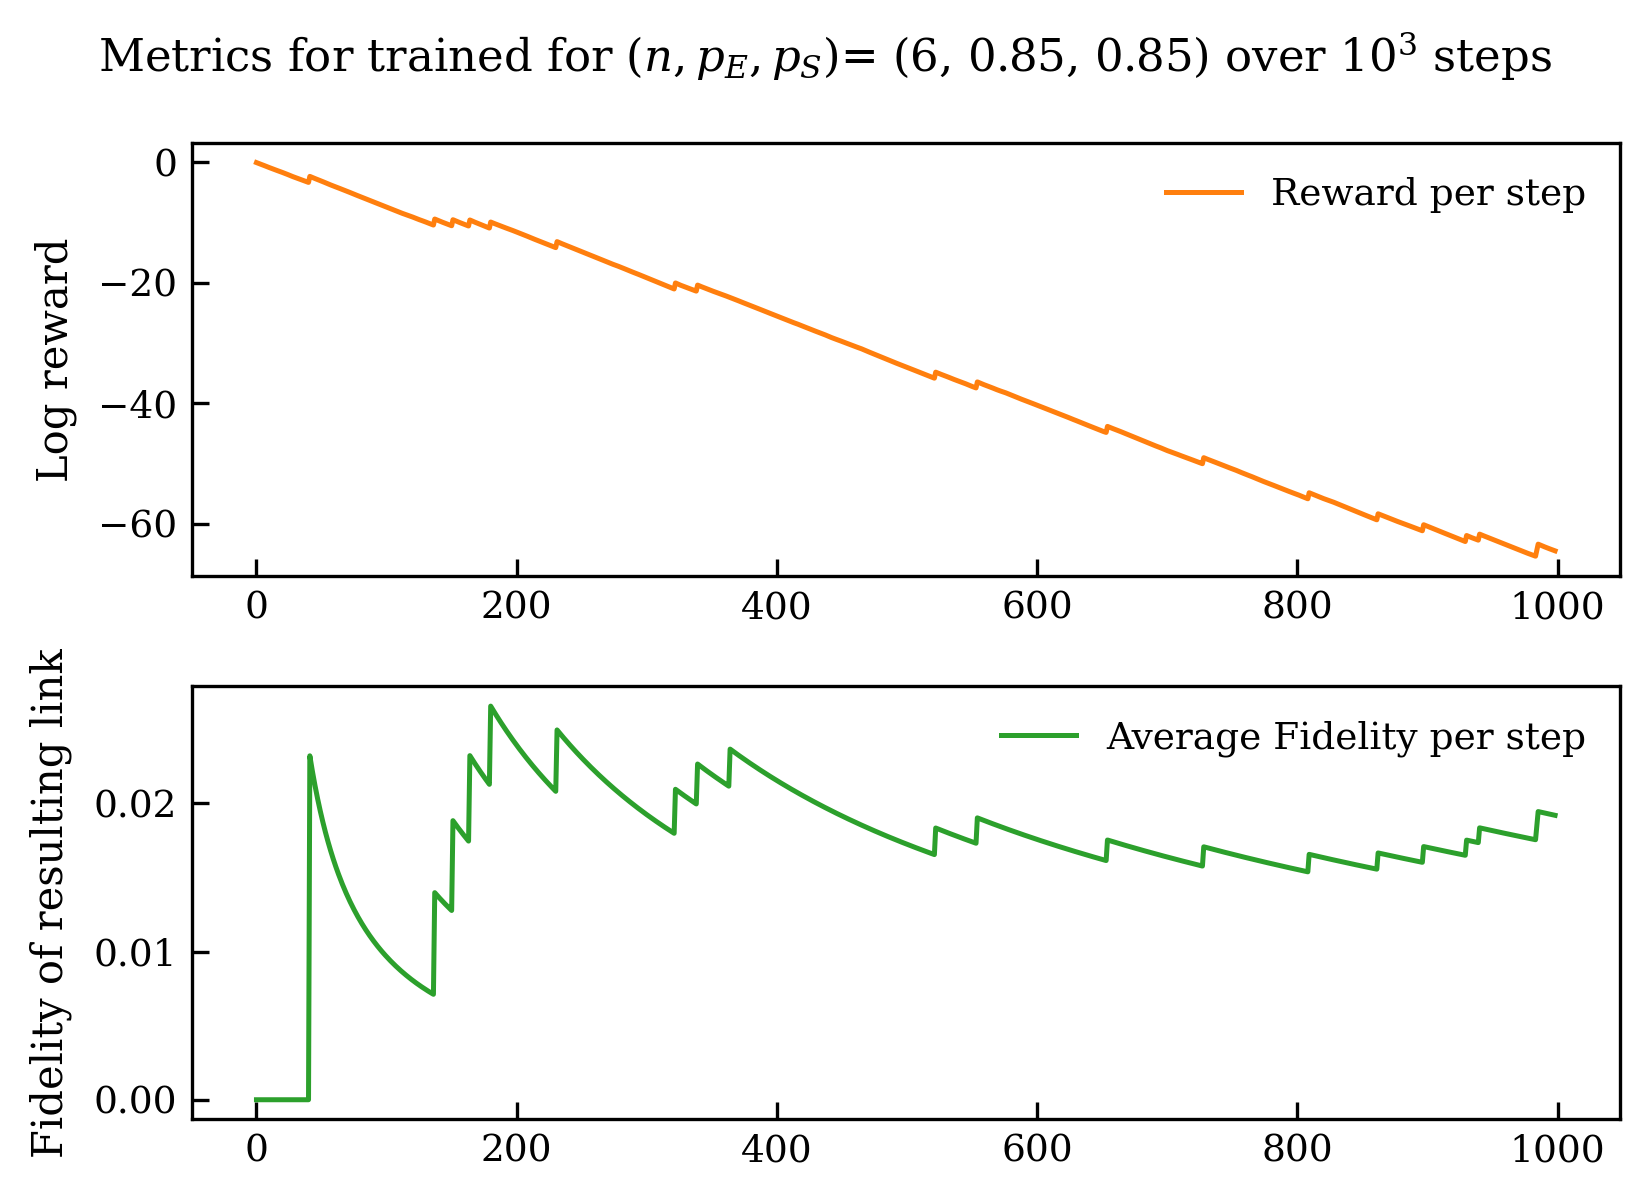 Metrics for trained for (n, p_E, p_S)= (6, 0.85, 0.85) over 10³ steps
0
−20
−40
−60
Log reward
Reward per step
0 200 400 600 800 1000
0.02
0.01
0.00
Fidelity of resulting link
Average Fidelity per step
0 200 400 600 800 1000